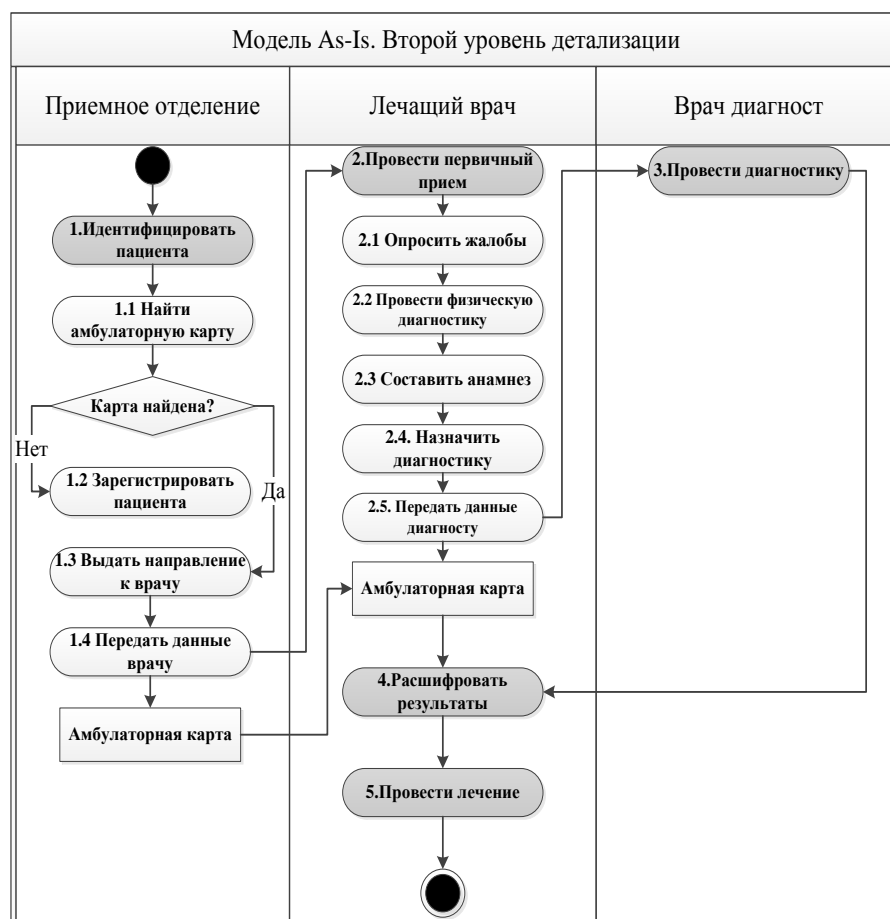 Модель As-Is. Второй уровень детализации
Приемное отделение
Лечащий врач
Врач диагност
1.Идентифицировать
пациента
1.1 Найти
амбулаторную карту
Карта найдена?
Нет
Да
1.2 Зарегистрировать
пациента
1.3 Выдать направление
к врачу
1.4 Передать данные
врачу
Амбулаторная карта
2.Провести первичный
прием
2.1 Опросить жалобы
2.2 Провести физическую
диагностику
2.3 Составить анамнез
2.4. Назначить
диагностику
2.5. Передать данные
диагносту
Амбулаторная карта
4.Расшифровать
результаты
5.Провести лечение
3.Провести диагностику